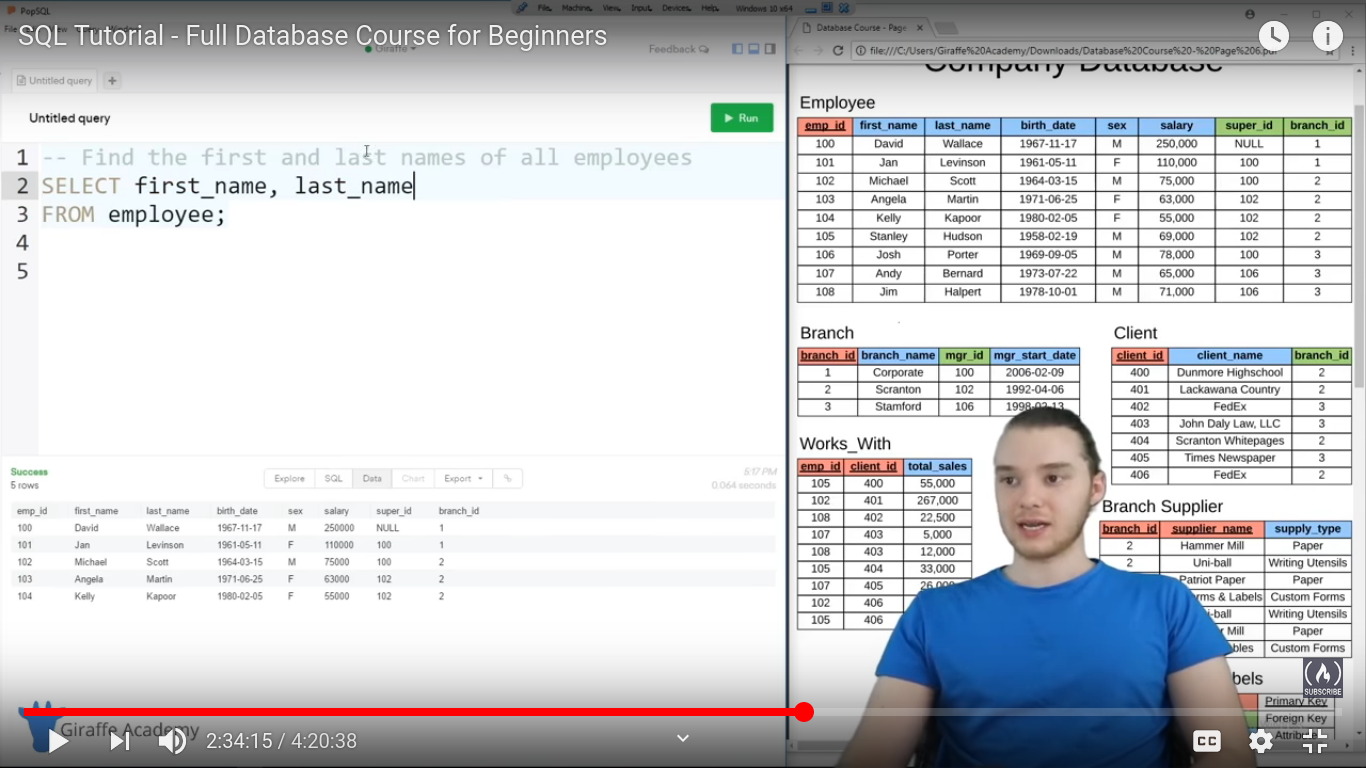 PopSQL
File Machine View Input Devices Help Windows 10 x64
SQL Tutorial - Full Database Course for Beginners
Giraffe
Feedback
Database Course - Page
file:///C:/Users/Giraffe%20Academy/Downloads/Database%20Course%20-%20Page%206.pdf
Untitled query
Untitled query
Run
1 -- Find the first and last names of all employees
2 SELECT first_name, last_name
3 FROM employee;
4
5
Success
5 rows
Explore SQL Data Chart Export
5:17 PM
0.064 seconds
emp_id first_name last_name birth_date sex salary super_id branch_id
100 David Wallace 1967-11-17 M 250000 NULL 1
101 Jan Levinson 1961-05-11 F 110000 100 1
102 Michael Scott 1964-03-15 M 75000 100 2
103 Angela Martin 1971-06-25 F 63000 102 2
104 Kelly Kapoor 1980-02-05 F 55000 102 2
Company Database
Employee
emp_id first_name last_name birth_date sex salary super_id branch_id
100 David Wallace 1967-11-17 M 250,000 NULL 1
101 Jan Levinson 1961-05-11 F 110,000 100 1
102 Michael Scott 1964-03-15 M 75,000 100 2
103 Angela Martin 1971-06-25 F 63,000 102 2
104 Kelly Kapoor 1980-02-05 F 55,000 102 2
105 Stanley Hudson 1958-02-19 M 69,000 102 2
106 Josh Porter 1969-09-05 M 78,000 100 3
107 Andy Bernard 1973-07-22 M 65,000 106 3
108 Jim Halpert 1978-10-01 M 71,000 106 3
Branch
branch_id branch_name mgr_id mgr_start_date
1 Corporate 100 2006-02-09
2 Scranton 102 1992-04-06
3 Stamford 106 1998-02-13
Client
client_id client_name branch_id
400 Dunmore Highschool 2
401 Lackawana Country 2
402 FedEx 3
403 John Daly Law, LLC 3
404 Scranton Whitepages 2
405 Times Newspaper 3
406 FedEx 2
Works_With
emp_id client_id total_sales
105 400 55,000
102 401 267,000
108 402 22,500
107 403 5,000
108 403 12,000
105 404 33,000
107 405 26,000
102 406
105 406
Branch Supplier
branch_id supplier_name supply_type
2 Hammer Mill Paper
2 Uni-ball Writing Utensils
Patriot Paper Paper
rms & Labels Custom Forms
i-ball Writing Utensils
Mill Paper
bles Custom Forms
bels
Primary Key
Foreign Key
Attribute
SUBSCRIBE
Giraffe Academy
2:34:15 / 4:20:38
CC